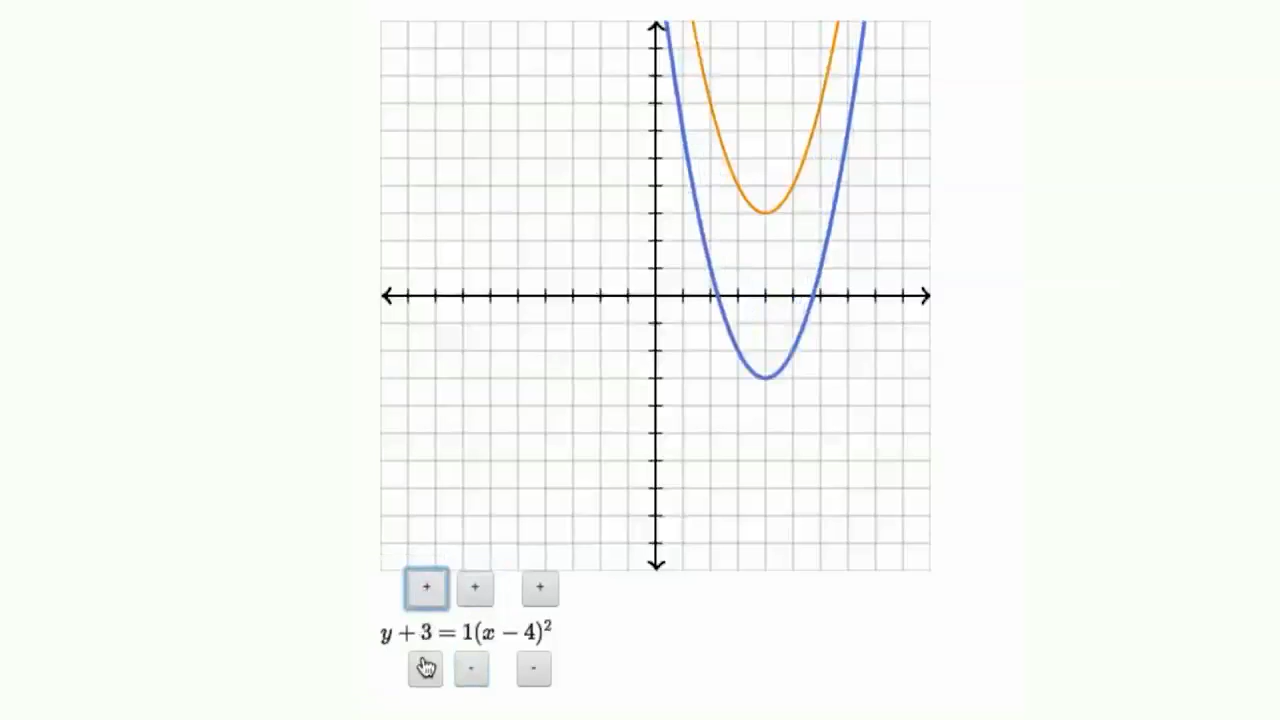 + + +
y + 3 = 1(x − 4)²
- -